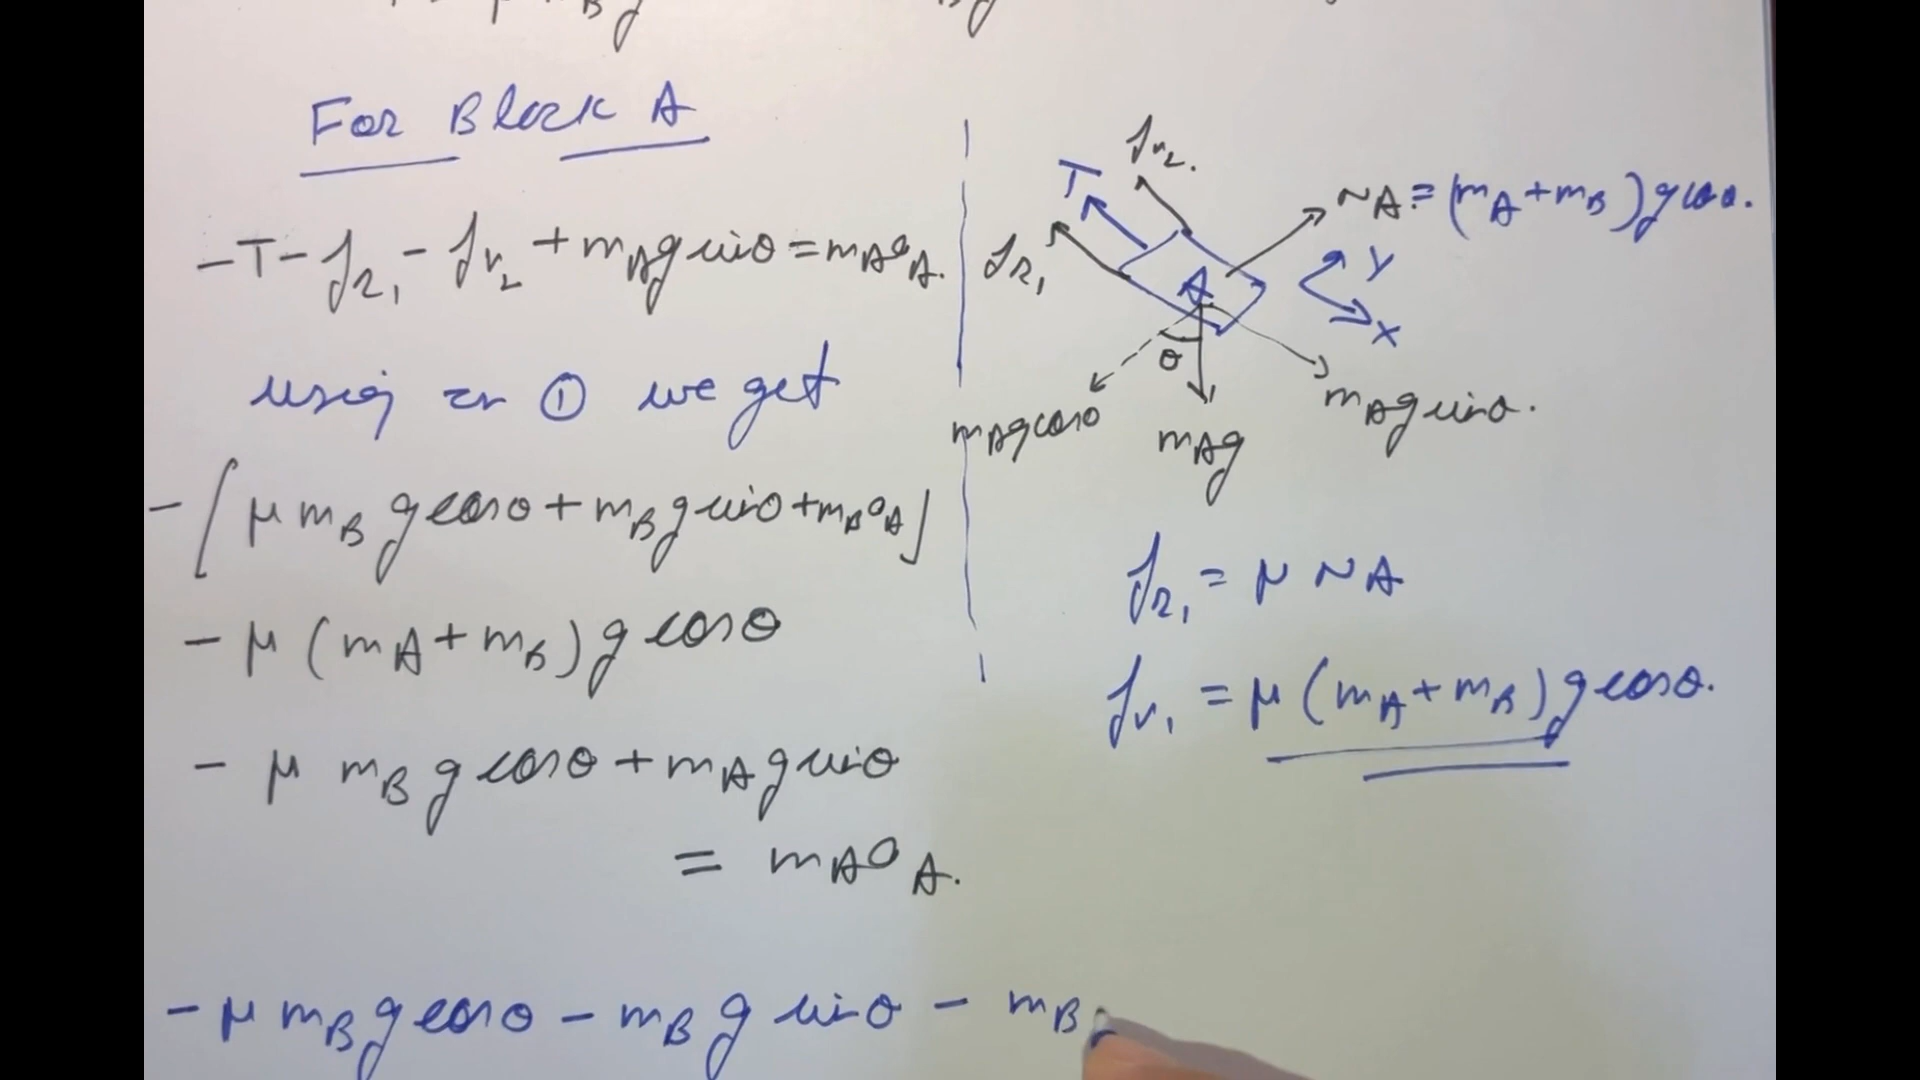 For Block A
-T - fr₁ - fr₂ + mAg sinθ = mAaA.
using en ① we get
- [μ mB g cosθ + mB g sinθ + mBaA]
- μ (mA + mB) g cosθ
- μ mB g cosθ + mA g sinθ
= mAaA.
- μ mB g cosθ - mB g sinθ - mB
fr₂.
T
NA = (mA + mB) g cosθ.
fr₁
A
Y
X
θ
mAg cosθ
mAg
mAg sinθ.
fr₁ = μ NA
fr₁ = μ (mA + mB) g cosθ.